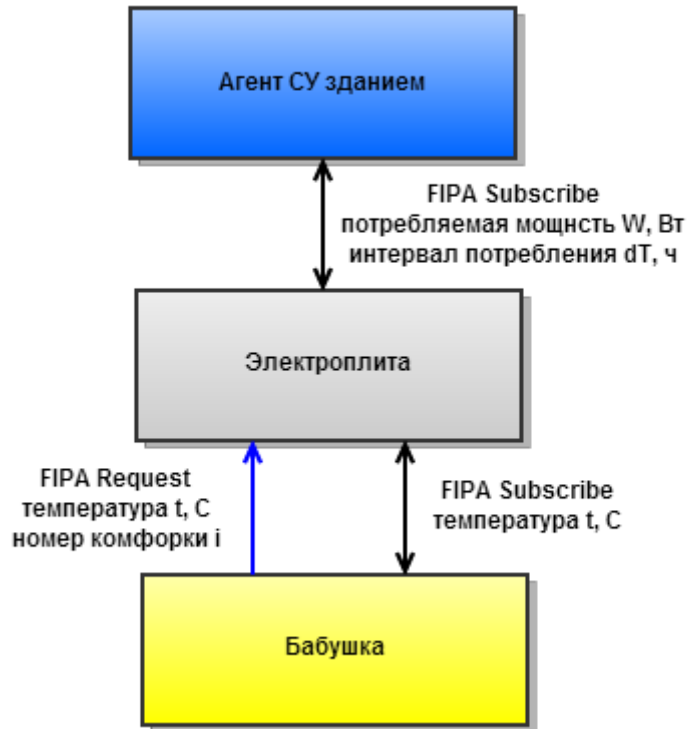 Агент СУ зданием
FIPA Subscribe
потребляемая мощнсть W, Вт
интервал потребления dT, ч
Электроплита
FIPA Request
температура t, C
номер комфорки i
FIPA Subscribe
температура t, C
Бабушка